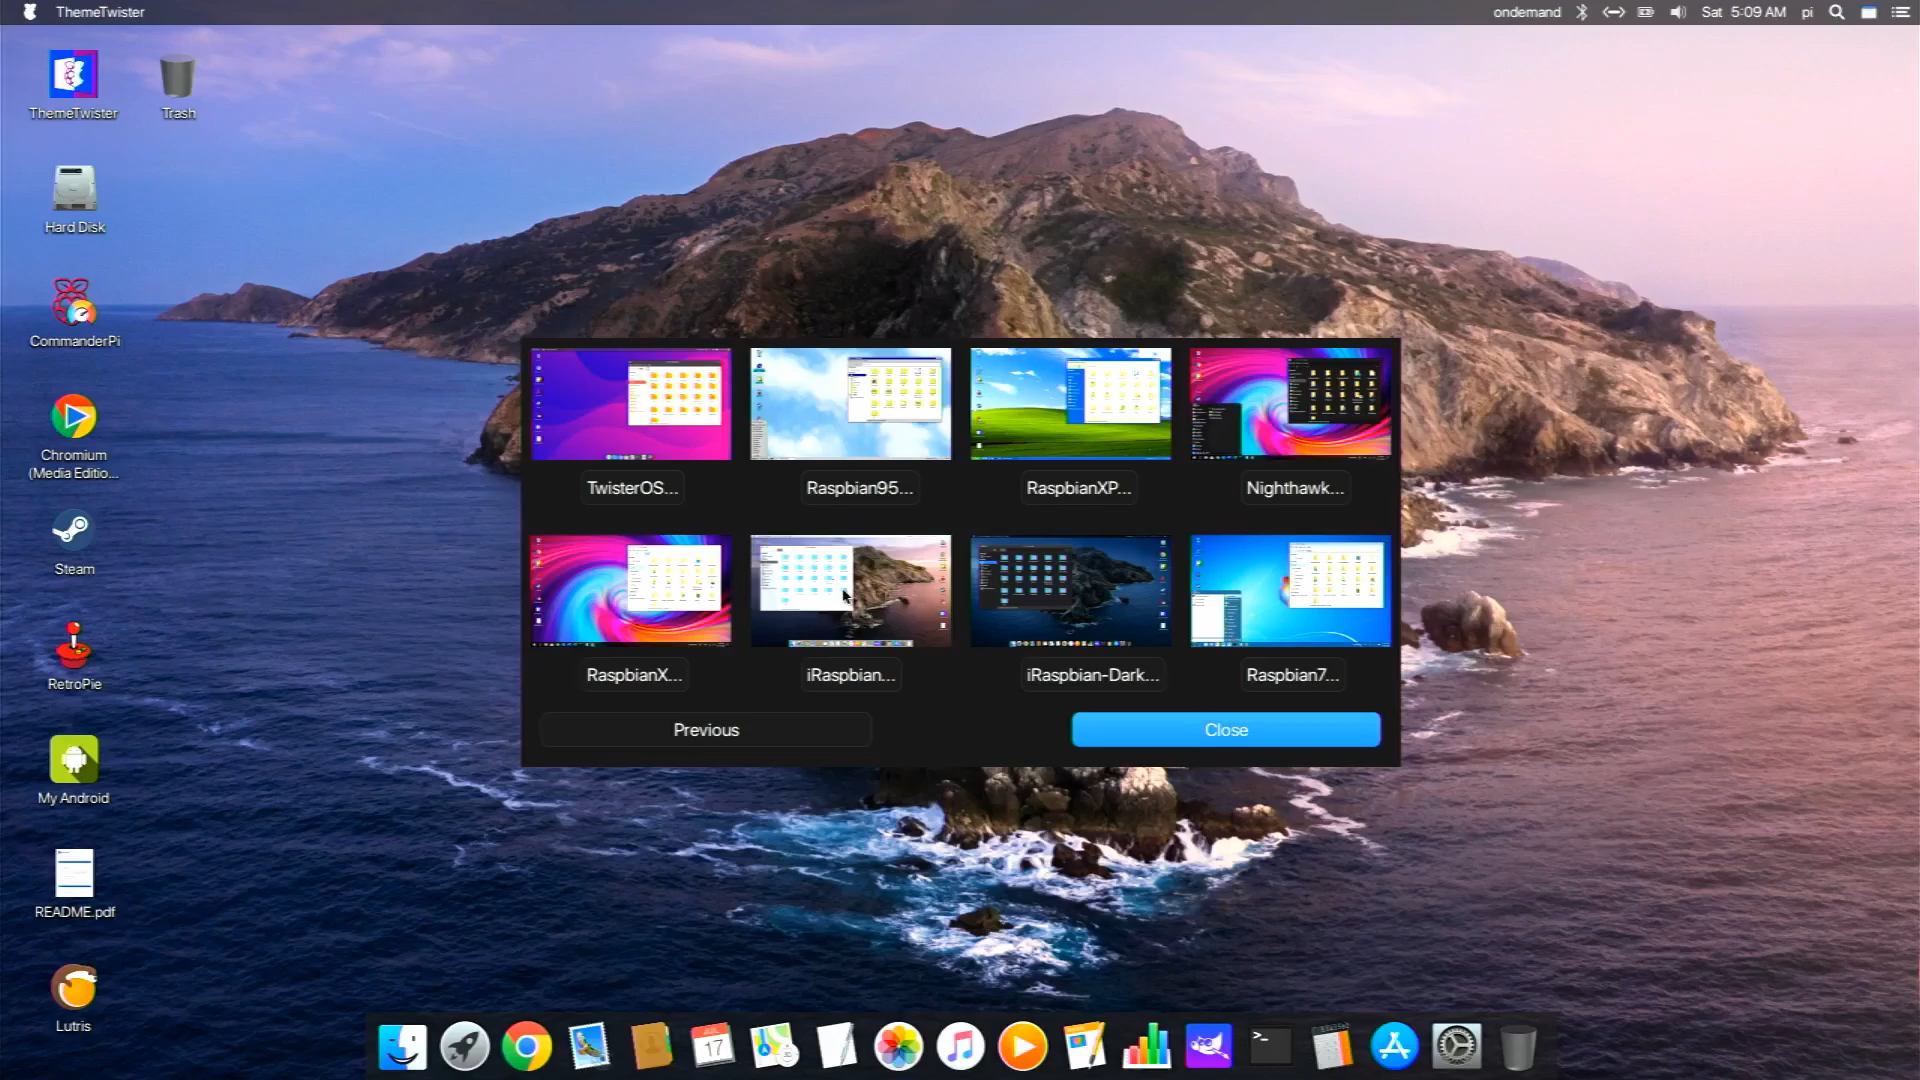 ThemeTwister
ondemand
Sat 5:09 AM
pi
ThemeTwister
Trash
Hard Disk
CommanderPi
Chromium
(Media Editio...
Steam
RetroPie
My Android
README.pdf
Lutris
TwisterOS...
Raspbian95...
RaspbianXP...
Nighthawk...
RaspbianX...
iRaspbian...
iRaspbian-Dark...
Raspbian7...
Previous
Close
17
>_